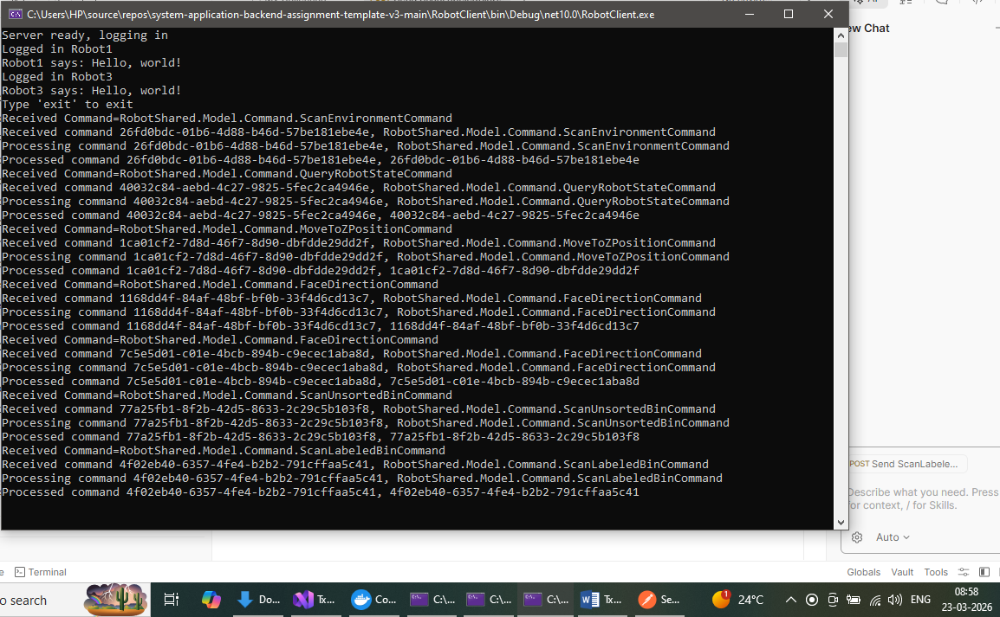 C:\Users\HP\source\repos\system-application-backend-assignment-template-v3-main\RobotClient\bin\Debug\net10.0\RobotClient.exe
Server ready, logging in
Logged in Robot1
Robot1 says: Hello, world!
Logged in Robot3
Robot3 says: Hello, world!
Type 'exit' to exit
Received Command=RobotShared.Model.Command.ScanEnvironmentCommand
Received command 26fd0bdc-01b6-4d88-b46d-57be181ebe4e, RobotShared.Model.Command.ScanEnvironmentCommand
Processing command 26fd0bdc-01b6-4d88-b46d-57be181ebe4e, RobotShared.Model.Command.ScanEnvironmentCommand
Processed command 26fd0bdc-01b6-4d88-b46d-57be181ebe4e, 26fd0bdc-01b6-4d88-b46d-57be181ebe4e
Received Command=RobotShared.Model.Command.QueryRobotStateCommand
Received command 40032c84-aebd-4c27-9825-5fec2ca4946e, RobotShared.Model.Command.QueryRobotStateCommand
Processing command 40032c84-aebd-4c27-9825-5fec2ca4946e, RobotShared.Model.Command.QueryRobotStateCommand
Processed command 40032c84-aebd-4c27-9825-5fec2ca4946e, 40032c84-aebd-4c27-9825-5fec2ca4946e
Received Command=RobotShared.Model.Command.MoveToZPositionCommand
Received command 1ca01cf2-7d8d-46f7-8d90-dbfdde29dd2f, RobotShared.Model.Command.MoveToZPositionCommand
Processing command 1ca01cf2-7d8d-46f7-8d90-dbfdde29dd2f, RobotShared.Model.Command.MoveToZPositionCommand
Processed command 1ca01cf2-7d8d-46f7-8d90-dbfdde29dd2f, 1ca01cf2-7d8d-46f7-8d90-dbfdde29dd2f
Received Command=RobotShared.Model.Command.FaceDirectionCommand
Received command 1168dd4f-84af-48bf-bf0b-33f4d6cd13c7, RobotShared.Model.Command.FaceDirectionCommand
Processing command 1168dd4f-84af-48bf-bf0b-33f4d6cd13c7, RobotShared.Model.Command.FaceDirectionCommand
Processed command 1168dd4f-84af-48bf-bf0b-33f4d6cd13c7, 1168dd4f-84af-48bf-bf0b-33f4d6cd13c7
Received Command=RobotShared.Model.Command.FaceDirectionCommand
Received command 7c5e5d01-c01e-4bcb-894b-c9ecec1aba8d, RobotShared.Model.Command.FaceDirectionCommand
Processing command 7c5e5d01-c01e-4bcb-894b-c9ecec1aba8d, RobotShared.Model.Command.FaceDirectionCommand
Processed command 7c5e5d01-c01e-4bcb-894b-c9ecec1aba8d, 7c5e5d01-c01e-4bcb-894b-c9ecec1aba8d
Received Command=RobotShared.Model.Command.ScanUnsortedBinCommand
Received command 77a25fb1-8f2b-42d5-8633-2c29c5b103f8, RobotShared.Model.Command.ScanUnsortedBinCommand
Processing command 77a25fb1-8f2b-42d5-8633-2c29c5b103f8, RobotShared.Model.Command.ScanUnsortedBinCommand
Processed command 77a25fb1-8f2b-42d5-8633-2c29c5b103f8, 77a25fb1-8f2b-42d5-8633-2c29c5b103f8
Received Command=RobotShared.Model.Command.ScanLabeledBinCommand
Received command 4f02eb40-6357-4fe4-b2b2-791cffaa5c41, RobotShared.Model.Command.ScanLabeledBinCommand
Processing command 4f02eb40-6357-4fe4-b2b2-791cffaa5c41, RobotShared.Model.Command.ScanLabeledBinCommand
Processed command 4f02eb40-6357-4fe4-b2b2-791cffaa5c41, 4f02eb40-6357-4fe4-b2b2-791cffaa5c41
ew Chat
POST Send ScanLabele...
Describe what you need. Press
for context, / for Skills.
Auto
Terminal
Globals Vault Tools
o search
Do... Tx... Co... C:\... C:\... C:\... Tx... Se...
1 24°C ENG
08:58
23-03-2026